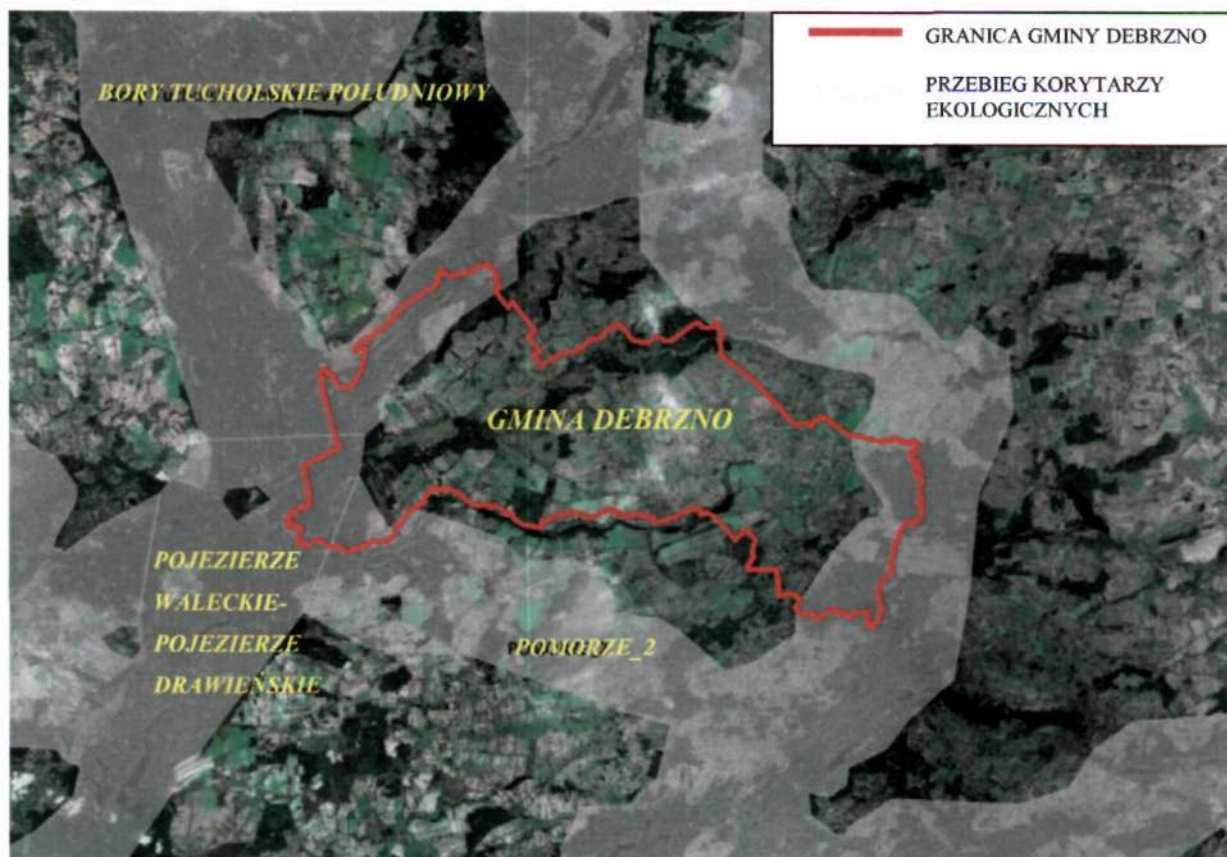 GRANICA GMINY DEBRZNO
PRZEBIEG KORYTARZY
EKOLOGICZNYCH
BORY TUCHOLSKIE POŁUDNIOWY
GMINA DEBRZNO
POJEZIERZE
WALECKIE-
POJEZIERZE
DRAWIEŃSKIE
POMORZE_2